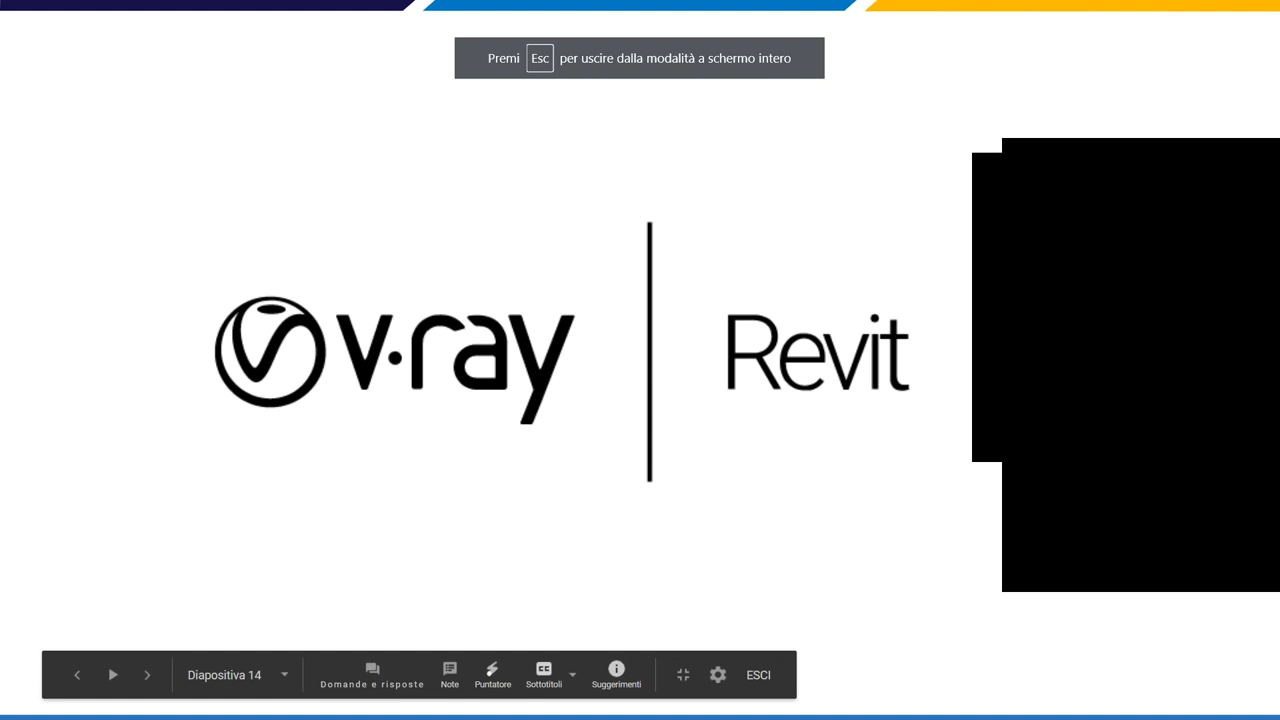 Premi Esc per uscire dalla modalità a schermo intero
v·ray
Revit
Diapositiva 14
Domande e risposte
Note
Puntatore
CC
Sottotitoli
Suggerimenti
ESCI